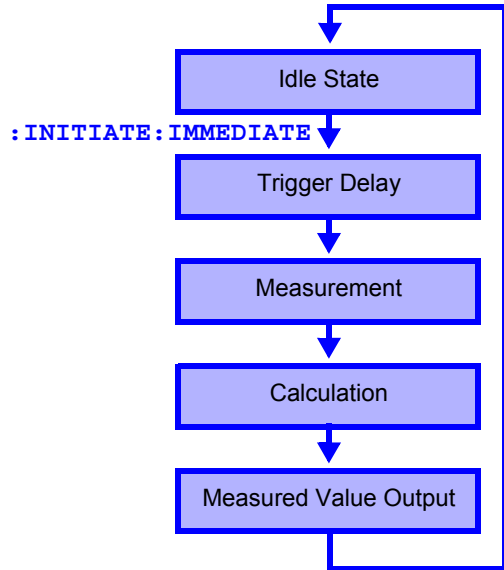 Idle State
:INITIATE:IMMEDIATE
Trigger Delay
Measurement
Calculation
Measured Value Output